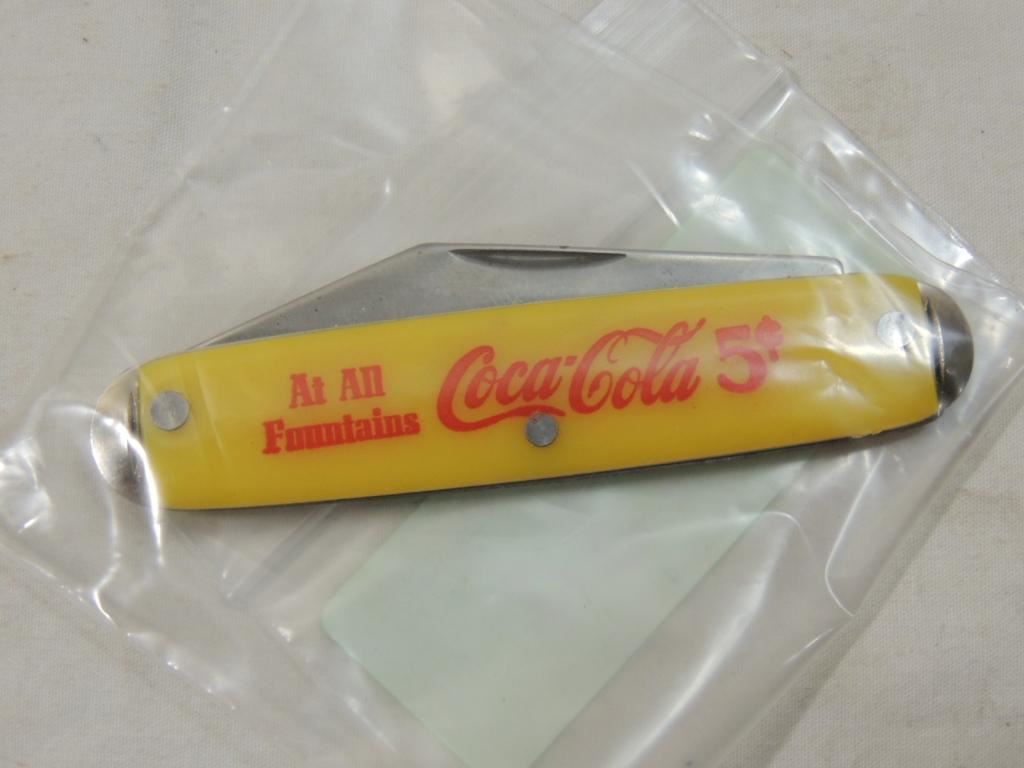 At All
Fountains
Coca-Cola 5¢